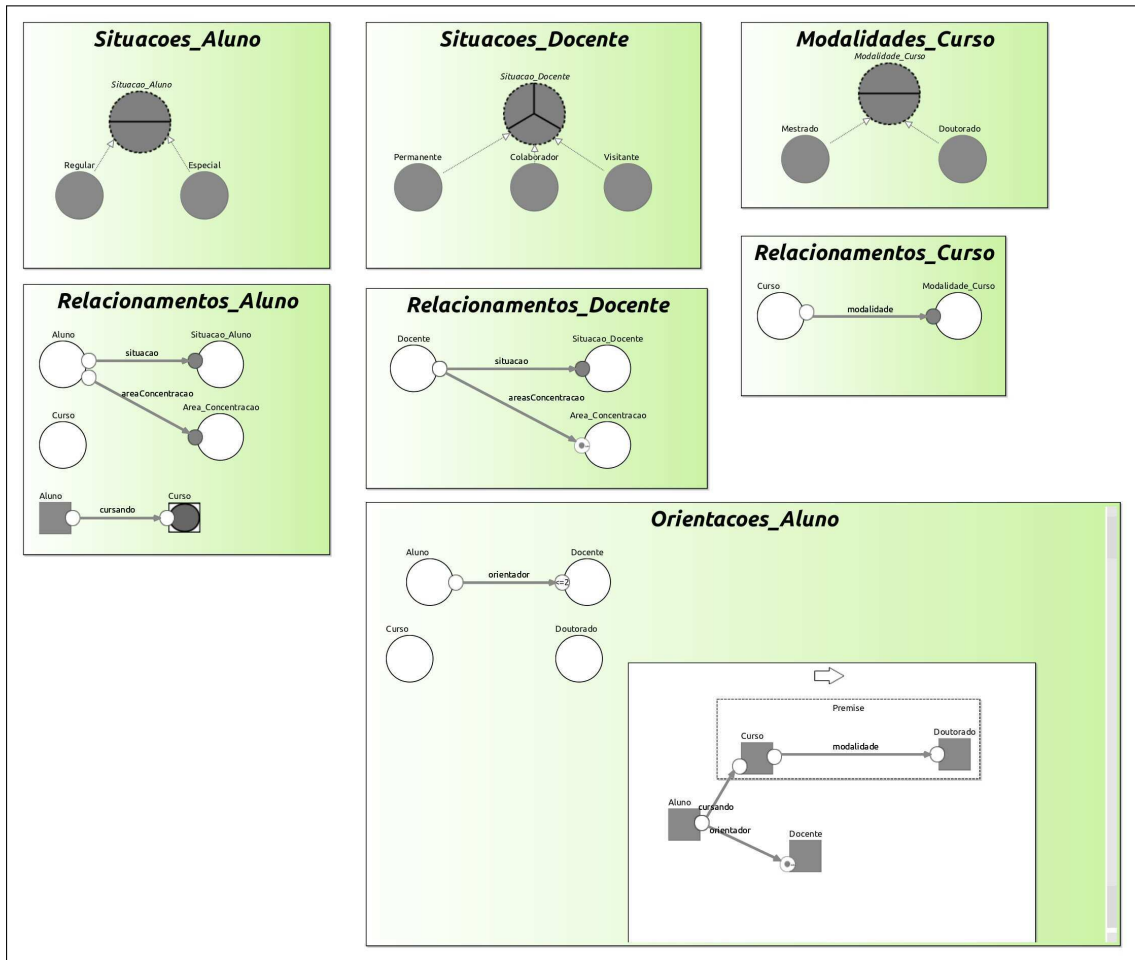 Situacoes_Aluno
Situacao_Aluno
Regular
Especial
Situacoes_Docente
Situacao_Docente
Permanente
Colaborador
Visitante
Modalidades_Curso
Modalidade_Curso
Mestrado
Doutorado
Relacionamentos_Aluno
Aluno
Situacao_Aluno
situacao
areaConcentracao
Area_Concentracao
Curso
Aluno
Curso
cursando
Relacionamentos_Docente
Docente
Situacao_Docente
situacao
areasConcentracao
Area_Concentracao
Relacionamentos_Curso
Curso
Modalidade_Curso
modalidade
Orientacoes_Aluno
Aluno
Docente
orientador
<=2
Curso
Doutorado
Premise
Curso
Doutorado
modalidade
Aluno
cursando
orientador
Docente